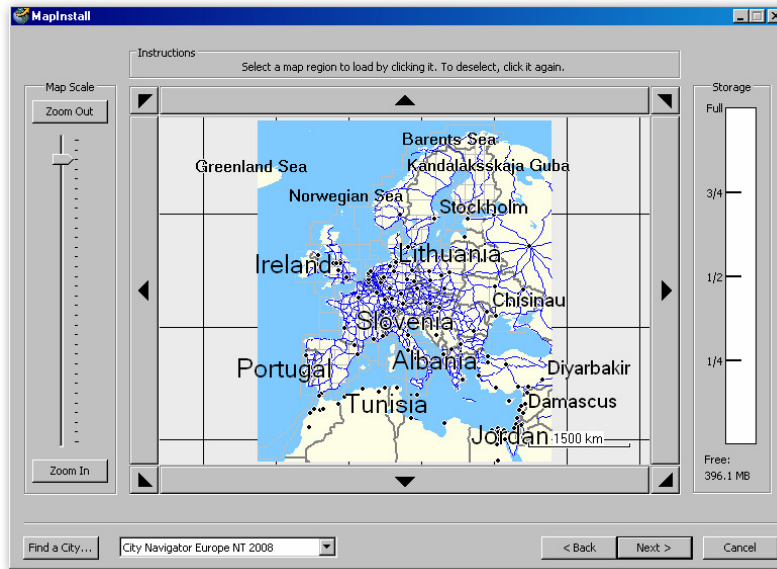 MapInstall
Instructions
Select a map region to load by clicking it. To deselect, click it again.
Map Scale
Zoom Out
Zoom In
Barents Sea
Greenland Sea
Kandalaksskaja Guba
Norwegian Sea
Stockholm
Ireland
Lithuania
Chisinau
Slovenia
Portugal
Albania
Diyarbakir
Tunisia
Damascus
Jordan
1500 km
Storage
Full
3/4
1/2
1/4
Free:
396.1 MB
Find a City...
City Navigator Europe NT 2008
< Back
Next >
Cancel